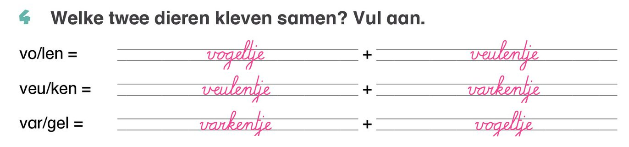 4 Welke twee dieren kleven samen? Vul aan.
vo/len = vogeltje + veulentje
veu/ken = veulentje + varkentje
var/gel = varkentje + vogeltje